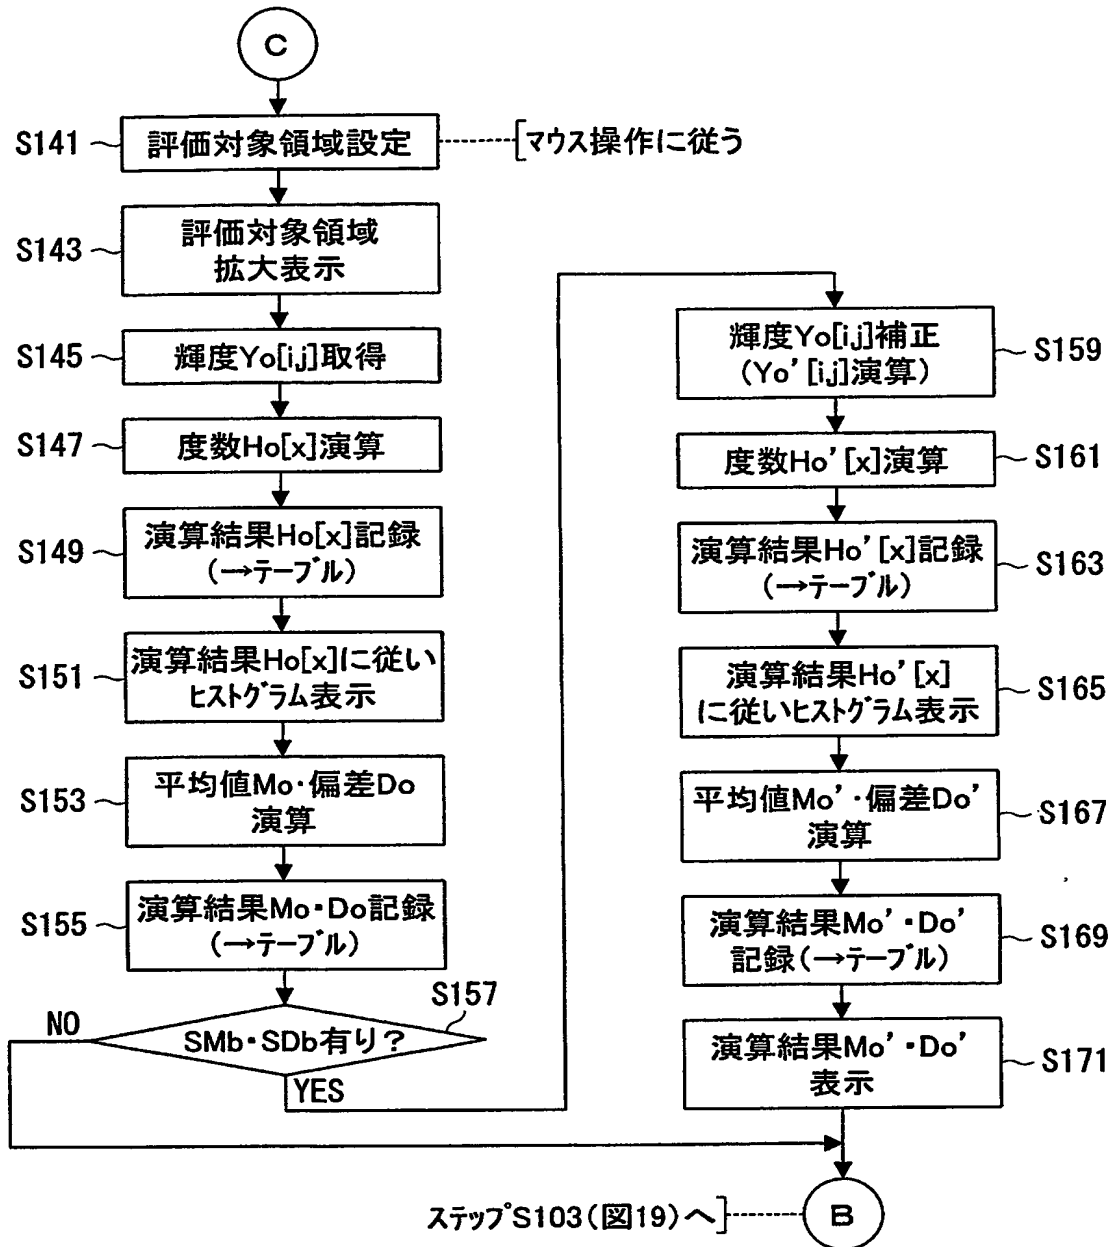 C
S141
評価対象領域設定
マウス操作に従う
S143
評価対象領域
拡大表示
S145
輝度Yo[i,j]取得
S147
度数Ho[x]演算
S149
演算結果Ho[x]記録
(→テーブル)
S151
演算結果Ho[x]に従い
ヒストグラム表示
S153
平均値Mo・偏差Do
演算
S155
演算結果Mo・Do記録
(→テーブル)
S157
SMb・SDb有り？
NO
YES
輝度Yo[i,j]補正
(Yo'[i,j]演算)
S159
度数Ho'[x]演算
S161
演算結果Ho'[x]記録
(→テーブル)
S163
演算結果Ho'[x]
に従いヒストグラム表示
S165
平均値Mo'・偏差Do'
演算
S167
演算結果Mo'・Do'
記録(→テーブル)
S169
演算結果Mo'・Do'
表示
S171
ステップS103(図19)へ
B